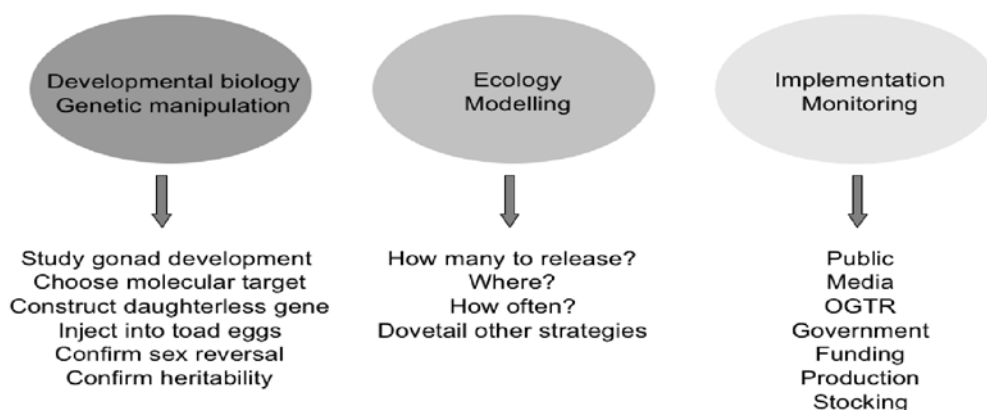 Developmental biology
Genetic manipulation
Ecology
Modelling
Implementation
Monitoring
Study gonad development
Choose molecular target
Construct daughterless gene
Inject into toad eggs
Confirm sex reversal
Confirm heritability
How many to release?
Where?
How often?
Dovetail other strategies
Public
Media
OGTR
Government
Funding
Production
Stocking